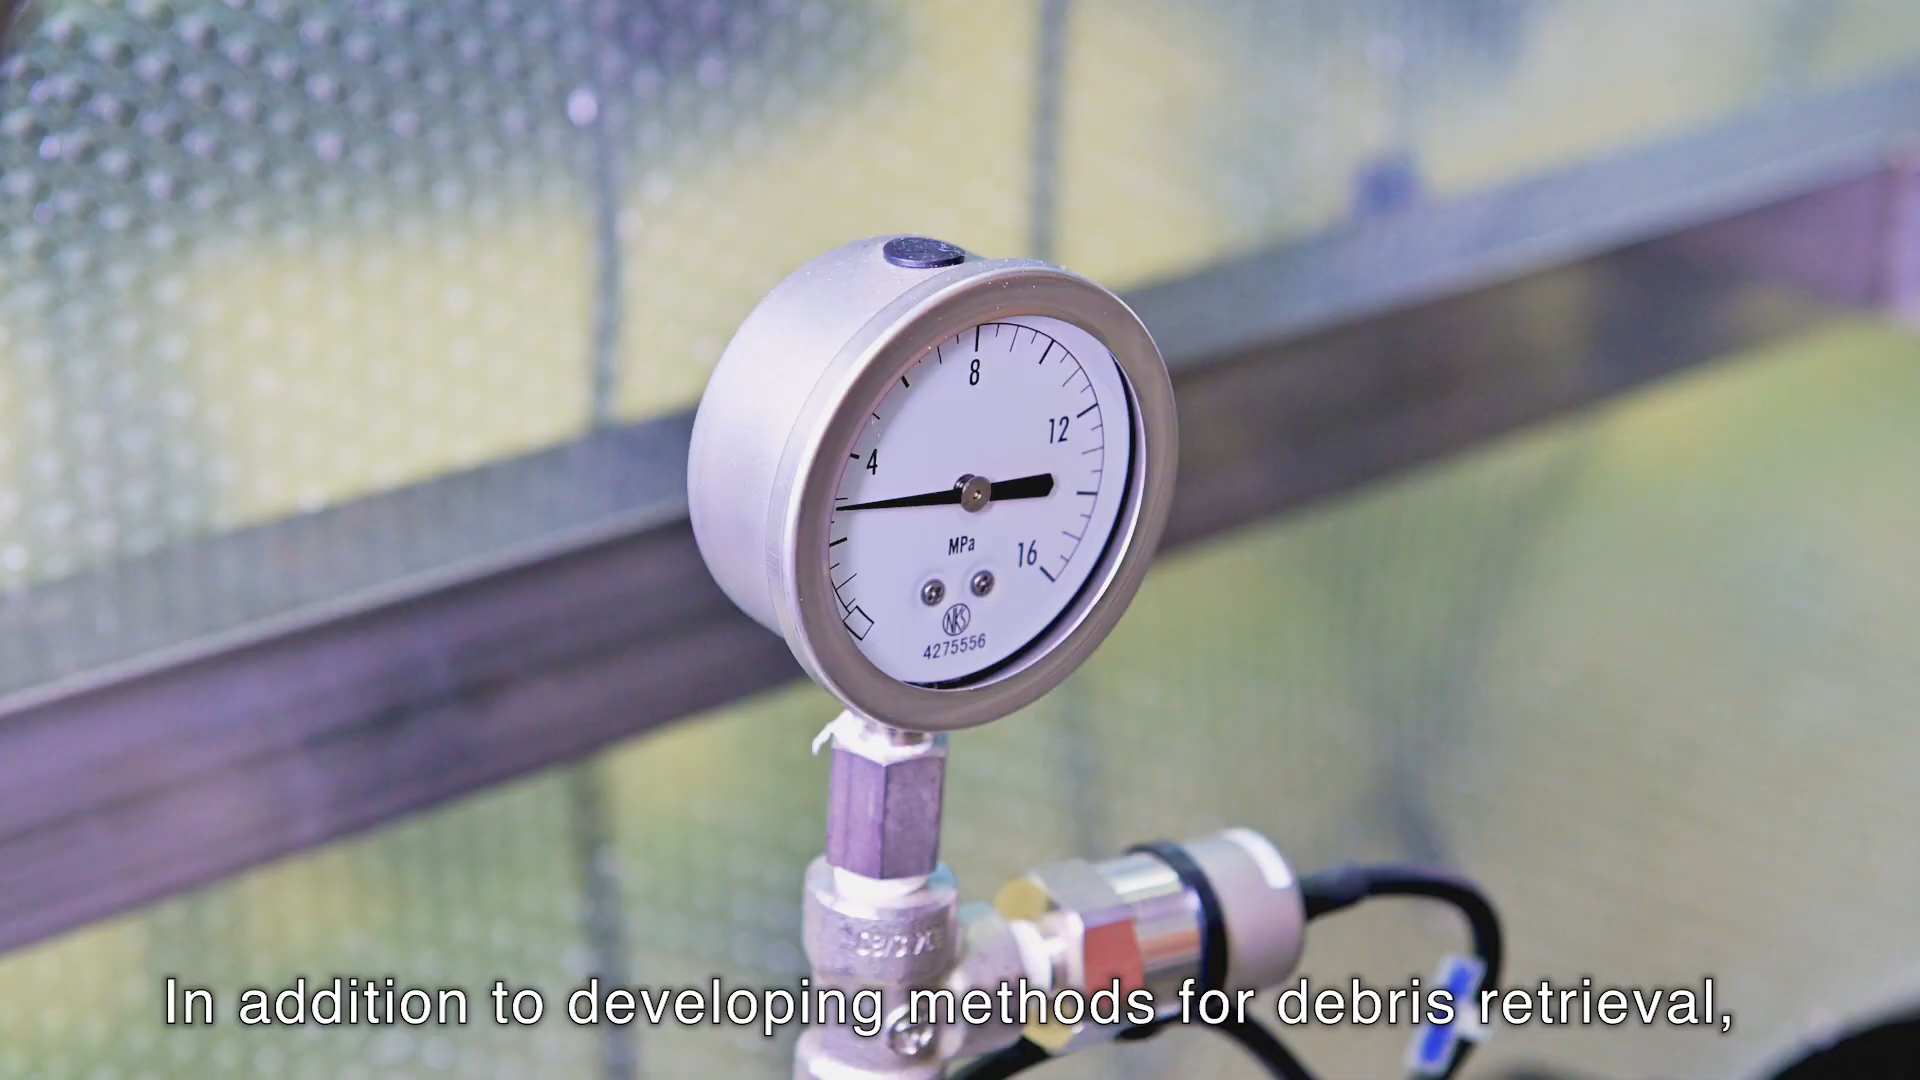 8
12
4
MPa
16
NKS
4275556
In addition to developing methods for debris retrieval,